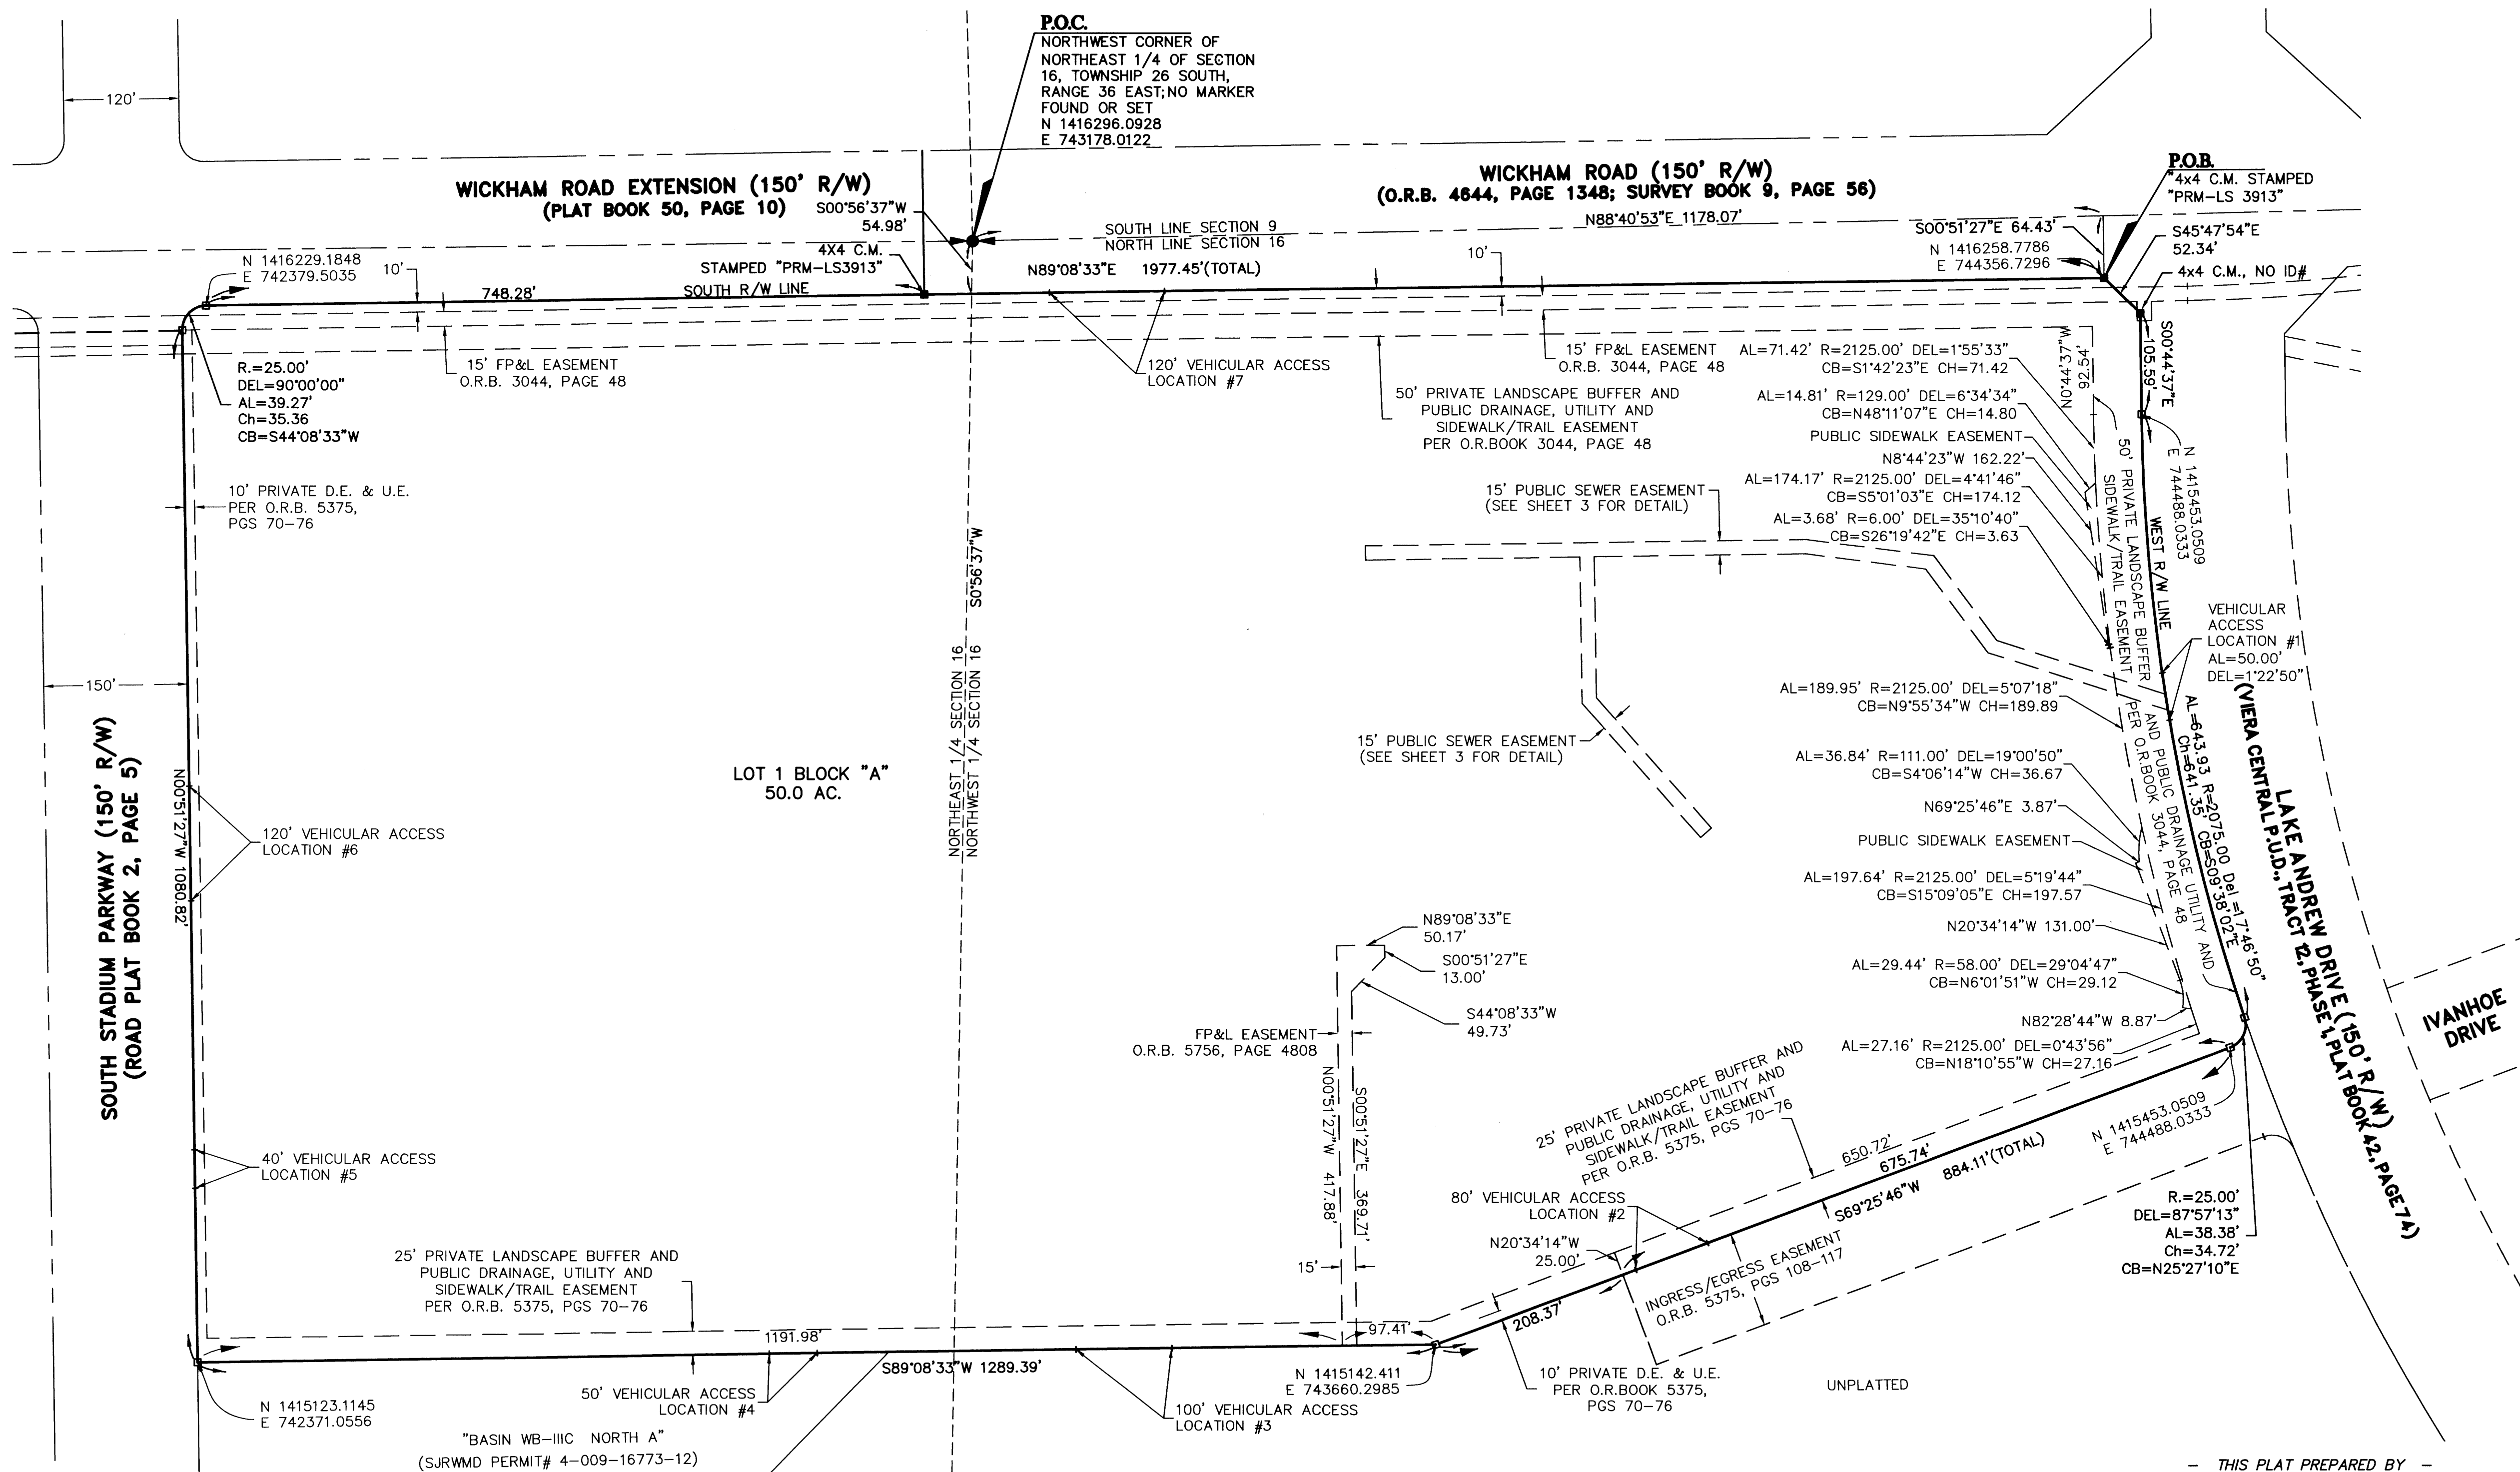 P.O.C.
NORTHWEST CORNER OF
NORTHEAST 1/4 OF SECTION
16, TOWNSHIP 26 SOUTH,
RANGE 36 EAST;NO MARKER
FOUND OR SET
N 1416296.0928
E 743178.0122
120'
WICKHAM ROAD EXTENSION (150' R/W)
(PLAT BOOK 50, PAGE 10)
S00°56'37"W
54.98'
WICKHAM ROAD (150' R/W)
(O.R.B. 4644, PAGE 1348; SURVEY BOOK 9, PAGE 56)
N88°40'53"E 1178.07'
P.O.B.
"4x4 C.M. STAMPED
"PRM-LS 3913"
S00°51'27"E 64.43'
N 1416258.7786
E 744356.7296
S45°47'54"E
52.34'
4x4 C.M., NO ID#
SOUTH LINE SECTION 9
NORTH LINE SECTION 16
N 1416229.1848
E 742379.5035
10'
4X4 C.M.
STAMPED "PRM-LS3913"
N89°08'33"E 1977.45'(TOTAL)
10'
748.28'
SOUTH R/W LINE
R.=25.00'
DEL=90°00'00"
AL=39.27'
Ch=35.36
CB=S44°08'33"W
15' FP&L EASEMENT
O.R.B. 3044, PAGE 48
120' VEHICULAR ACCESS
LOCATION #7
15' FP&L EASEMENT
O.R.B. 3044, PAGE 48
50' PRIVATE LANDSCAPE BUFFER AND
PUBLIC DRAINAGE, UTILITY AND
SIDEWALK/TRAIL EASEMENT
PER O.R.BOOK 3044, PAGE 48
N0°44'37"W
92.54'
S00°44'37"E
105.59'
N 1415453.0509
E 744488.0333
AL=71.42' R=2125.00' DEL=1°55'33"
CB=S1°42'23"E CH=71.42
AL=14.81' R=129.00' DEL=6°34'34"
CB=N48°11'07"E CH=14.80
PUBLIC SIDEWALK EASEMENT
N8°44'23"W 162.22'
AL=174.17' R=2125.00' DEL=4°41'46"
CB=S5°01'03"E CH=174.12
AL=3.68' R=6.00' DEL=35°10'40"
CB=S26°19'42"E CH=3.63
10' PRIVATE D.E. & U.E.
PER O.R.B. 5375,
PGS 70-76
15' PUBLIC SEWER EASEMENT
(SEE SHEET 3 FOR DETAIL)
S0°56'37"W
50' PRIVATE LANDSCAPE BUFFER AND PUBLIC DRAINAGE, UTILITY AND
SIDEWALK/TRAIL EASEMENT PER O.R.BOOK 3044, PAGE 48
WEST R/W LINE
VEHICULAR
ACCESS
LOCATION #1
AL=50.00'
DEL=1°22'50"
AL=643.93 R=2075.00 Del =17°46'50"
Ch=641.35' CB=S09°38'02"E
150'
SOUTH STADIUM PARKWAY (150' R/W)
(ROAD PLAT BOOK 2, PAGE 5)
N00°51'27"W 1080.82'
NORTHEAST 1/4 SECTION 16
NORTHWEST 1/4 SECTION 16
AL=189.95' R=2125.00' DEL=5°07'18"
CB=N9°55'34"W CH=189.89
15' PUBLIC SEWER EASEMENT
(SEE SHEET 3 FOR DETAIL)
LOT 1 BLOCK "A"
50.0 AC.
AL=36.84' R=111.00' DEL=19°00'50"
CB=S4°06'14"W CH=36.67
N69°25'46"E 3.87'
PUBLIC SIDEWALK EASEMENT
AL=197.64' R=2125.00' DEL=5°19'44"
CB=S15°09'05"E CH=197.57
N20°34'14"W 131.00'
AL=29.44' R=58.00' DEL=29°04'47"
CB=N6°01'51"W CH=29.12
N82°28'44"W 8.87'
AL=27.16' R=2125.00' DEL=0°43'56"
CB=N18°10'55"W CH=27.16
LAKE ANDREW DRIVE (150' R/W)
(VIERA CENTRAL P.U.D., TRACT 12, PHASE 1, PLAT BOOK 42, PAGE 74)
IVANHOE
DRIVE
120' VEHICULAR ACCESS
LOCATION #6
N89°08'33"E
50.17'
S00°51'27"E
13.00'
S44°08'33"W
49.73'
FP&L EASEMENT
O.R.B. 5756, PAGE 4808
N00°51'27"W 417.88'
S00°51'27"E 369.71'
25' PRIVATE LANDSCAPE BUFFER AND
PUBLIC DRAINAGE, UTILITY AND
SIDEWALK/TRAIL EASEMENT
PER O.R.B. 5375, PGS 70-76
650.72'
675.74'
S69°25'46"W 884.11'(TOTAL)
N 1415453.0509
E 744488.0333
40' VEHICULAR ACCESS
LOCATION #5
80' VEHICULAR ACCESS
LOCATION #2
N20°34'14"W
25.00'
INGRESS/EGRESS EASEMENT
O.R.B. 5375, PGS 108-117
R.=25.00'
DEL=87°57'13"
AL=38.38'
Ch=34.72'
CB=N25°27'10"E
25' PRIVATE LANDSCAPE BUFFER AND
PUBLIC DRAINAGE, UTILITY AND
SIDEWALK/TRAIL EASEMENT
PER O.R.B. 5375, PGS 70-76
15'
208.37'
1191.98'
97.41'
S89°08'33"W 1289.39'
N 1415142.411
E 743660.2985
10' PRIVATE D.E. & U.E.
PER O.R.BOOK 5375,
PGS 70-76
UNPLATTED
N 1415123.1145
E 742371.0556
50' VEHICULAR ACCESS
LOCATION #4
100' VEHICULAR ACCESS
LOCATION #3
"BASIN WB-IIIC NORTH A"
(SJRWMD PERMIT# 4-009-16773-12)
- THIS PLAT PREPARED BY -